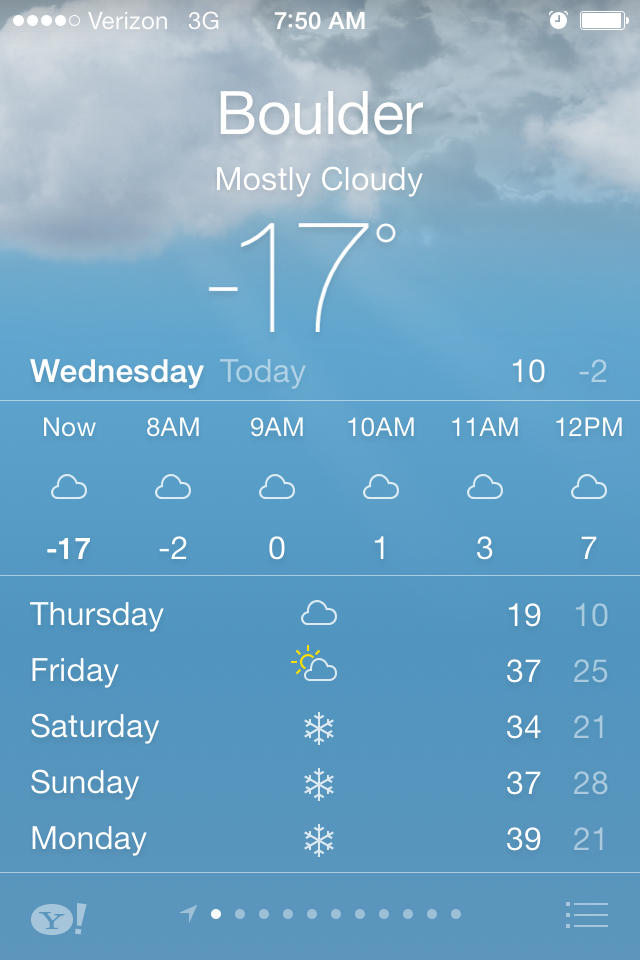 Verizon 3G 7:50 AM
Boulder
Mostly Cloudy
-17°
Wednesday Today 10 -2
Now 8AM 9AM 10AM 11AM 12PM
-17 -2 0 1 3 7
Thursday 19 10
Friday 37 25
Saturday 34 21
Sunday 37 28
Monday 39 21
Y!